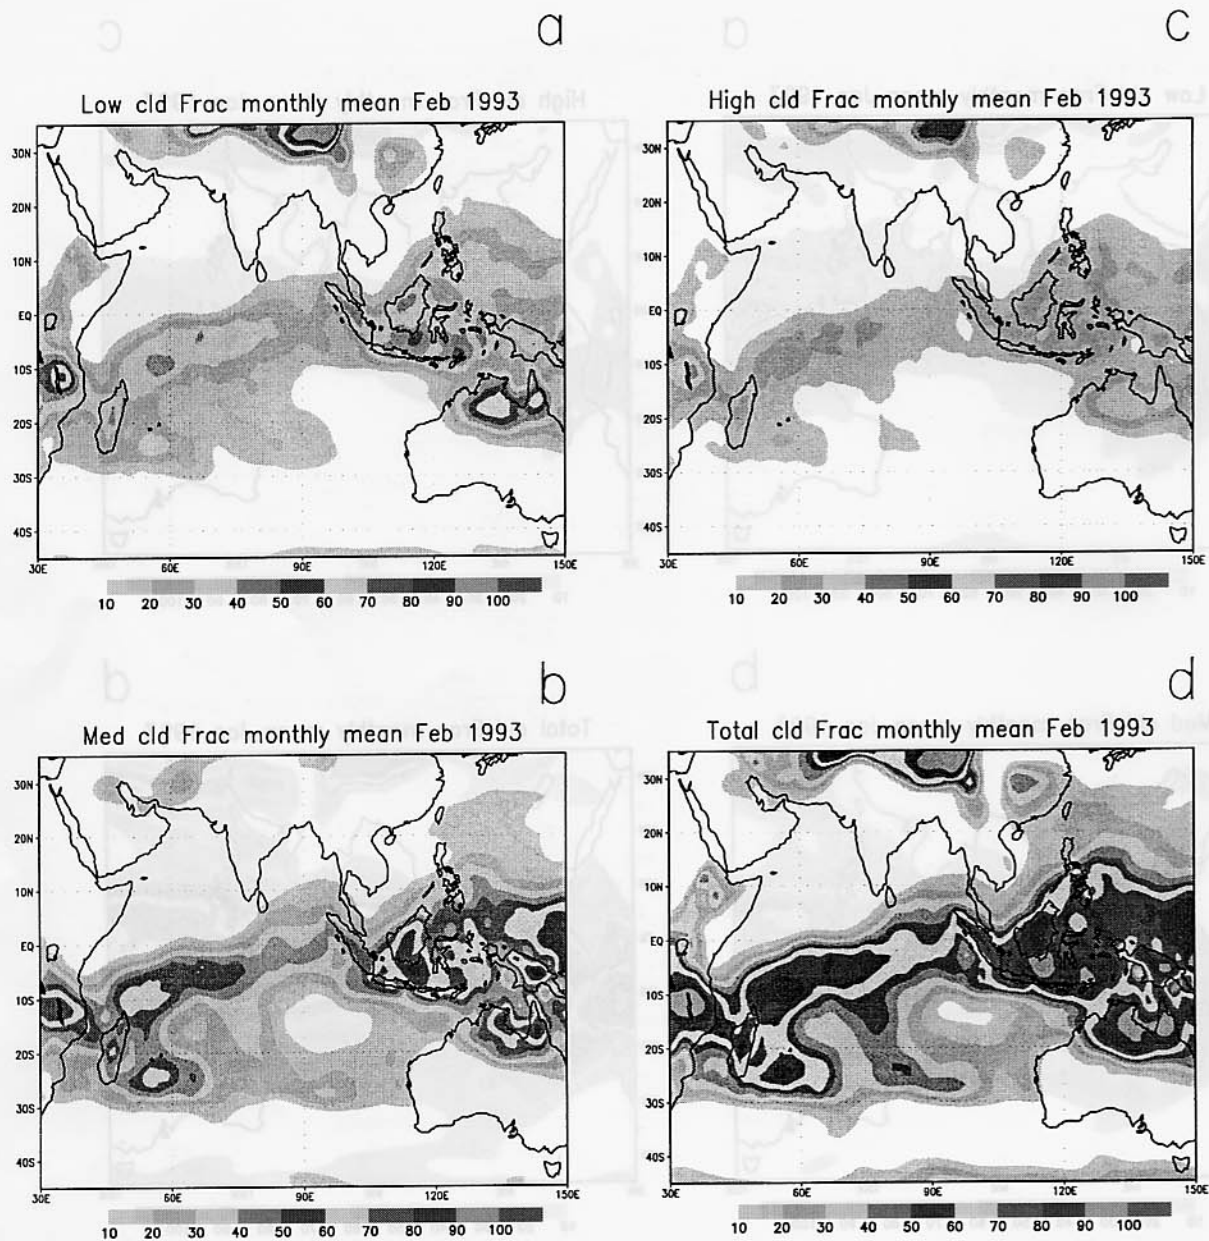 a
Low cld Frac monthly mean Feb 1993
30N
20N
10N
EQ
10S
20S
30S
40S
30E 60E 90E 120E 150E
10 20 30 40 50 60 70 80 90 100
c
High cld Frac monthly mean Feb 1993
30N
20N
10N
EQ
10S
20S
30S
40S
30E 60E 90E 120E 150E
10 20 30 40 50 60 70 80 90 100
b
Med cld Frac monthly mean Feb 1993
30N
20N
10N
EQ
10S
20S
30S
40S
30E 60E 90E 120E 150E
10 20 30 40 50 60 70 80 90 100
d
Total cld Frac monthly mean Feb 1993
30N
20N
10N
EQ
10S
20S
30S
40S
30E 60E 90E 120E 150E
10 20 30 40 50 60 70 80 90 100